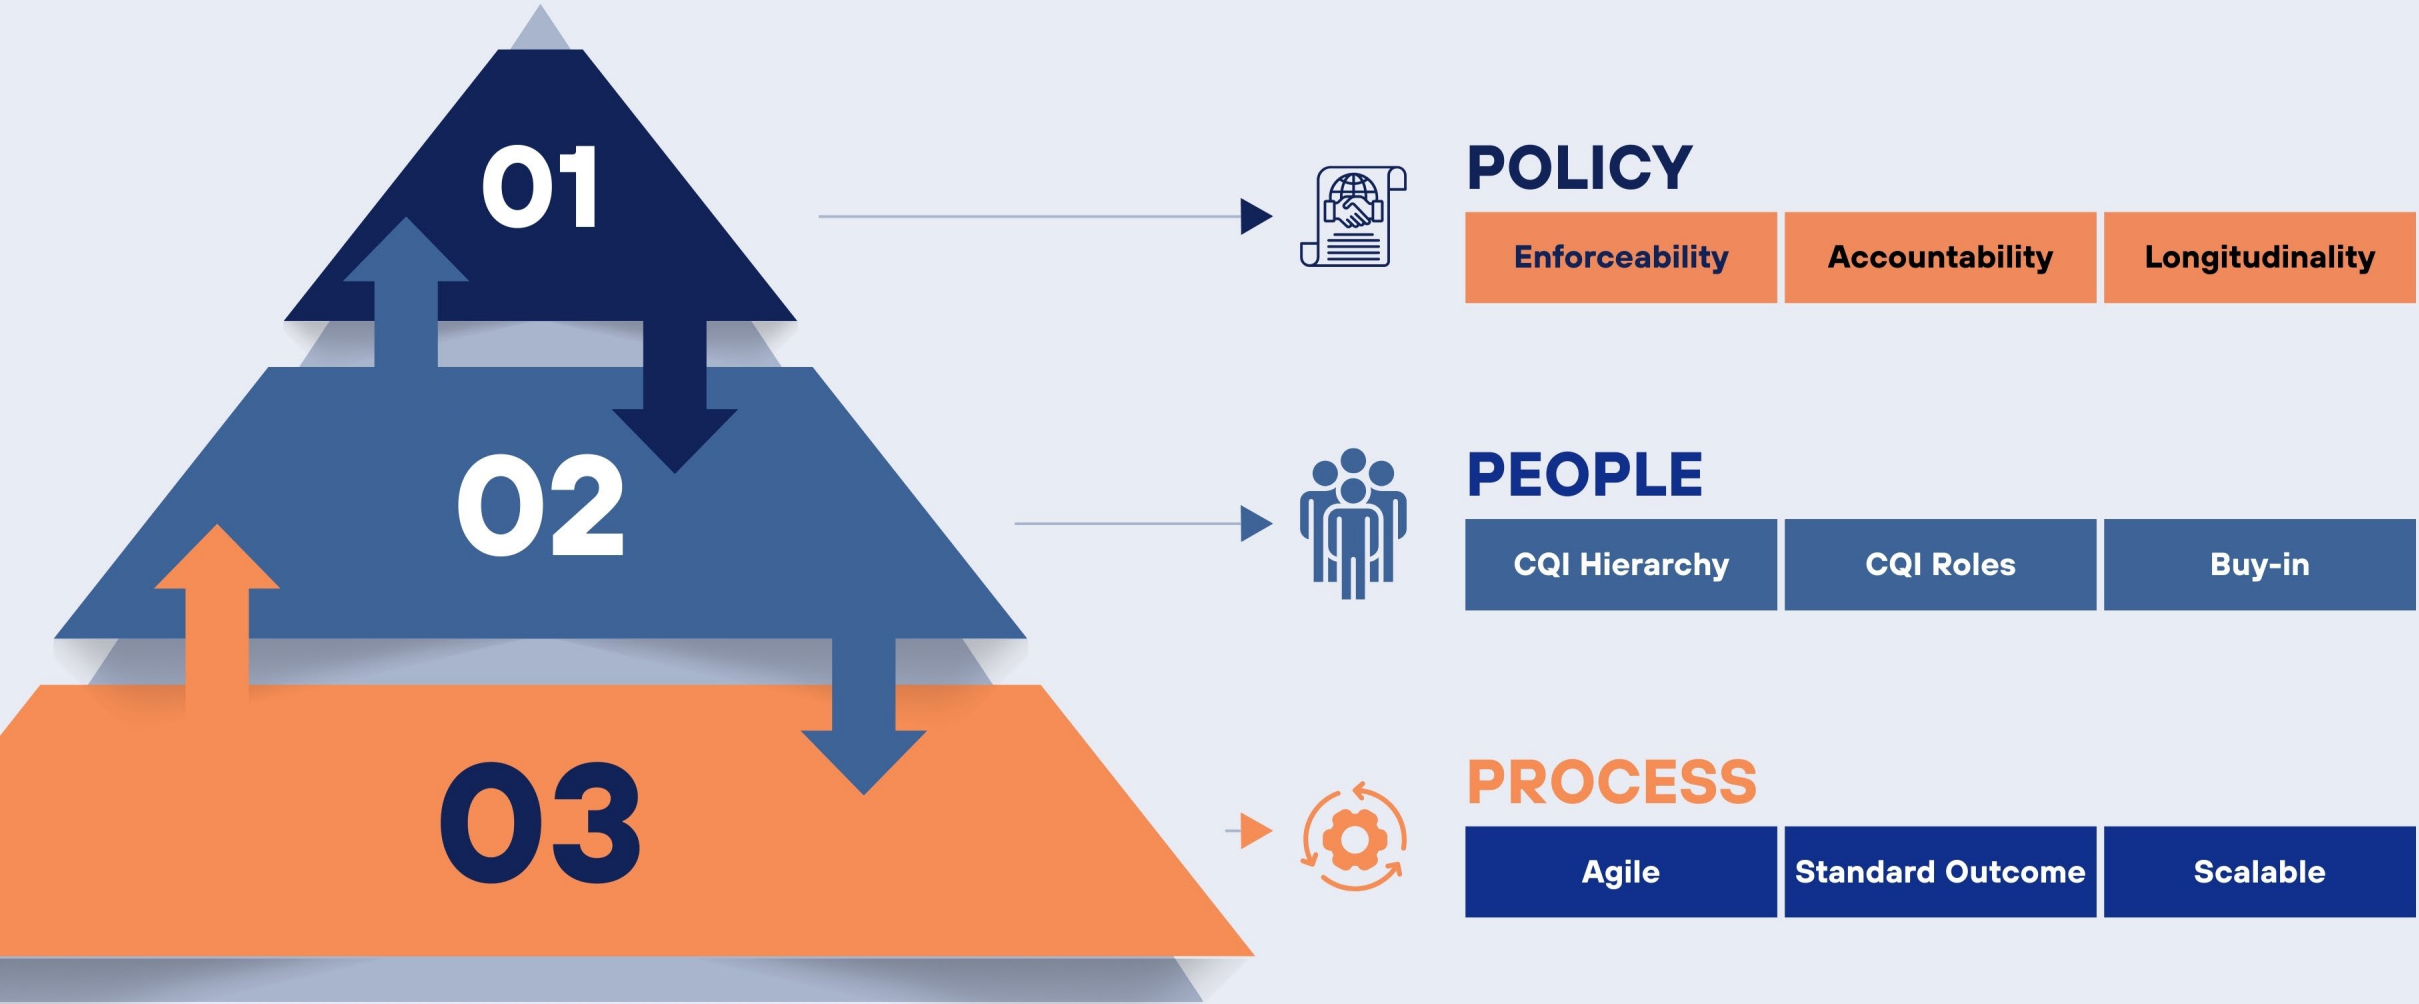 01
POLICY
Enforceability Accountability Longitudinality
02
PEOPLE
CQI Hierarchy CQI Roles Buy-in
03
PROCESS
Agile Standard Outcome Scalable